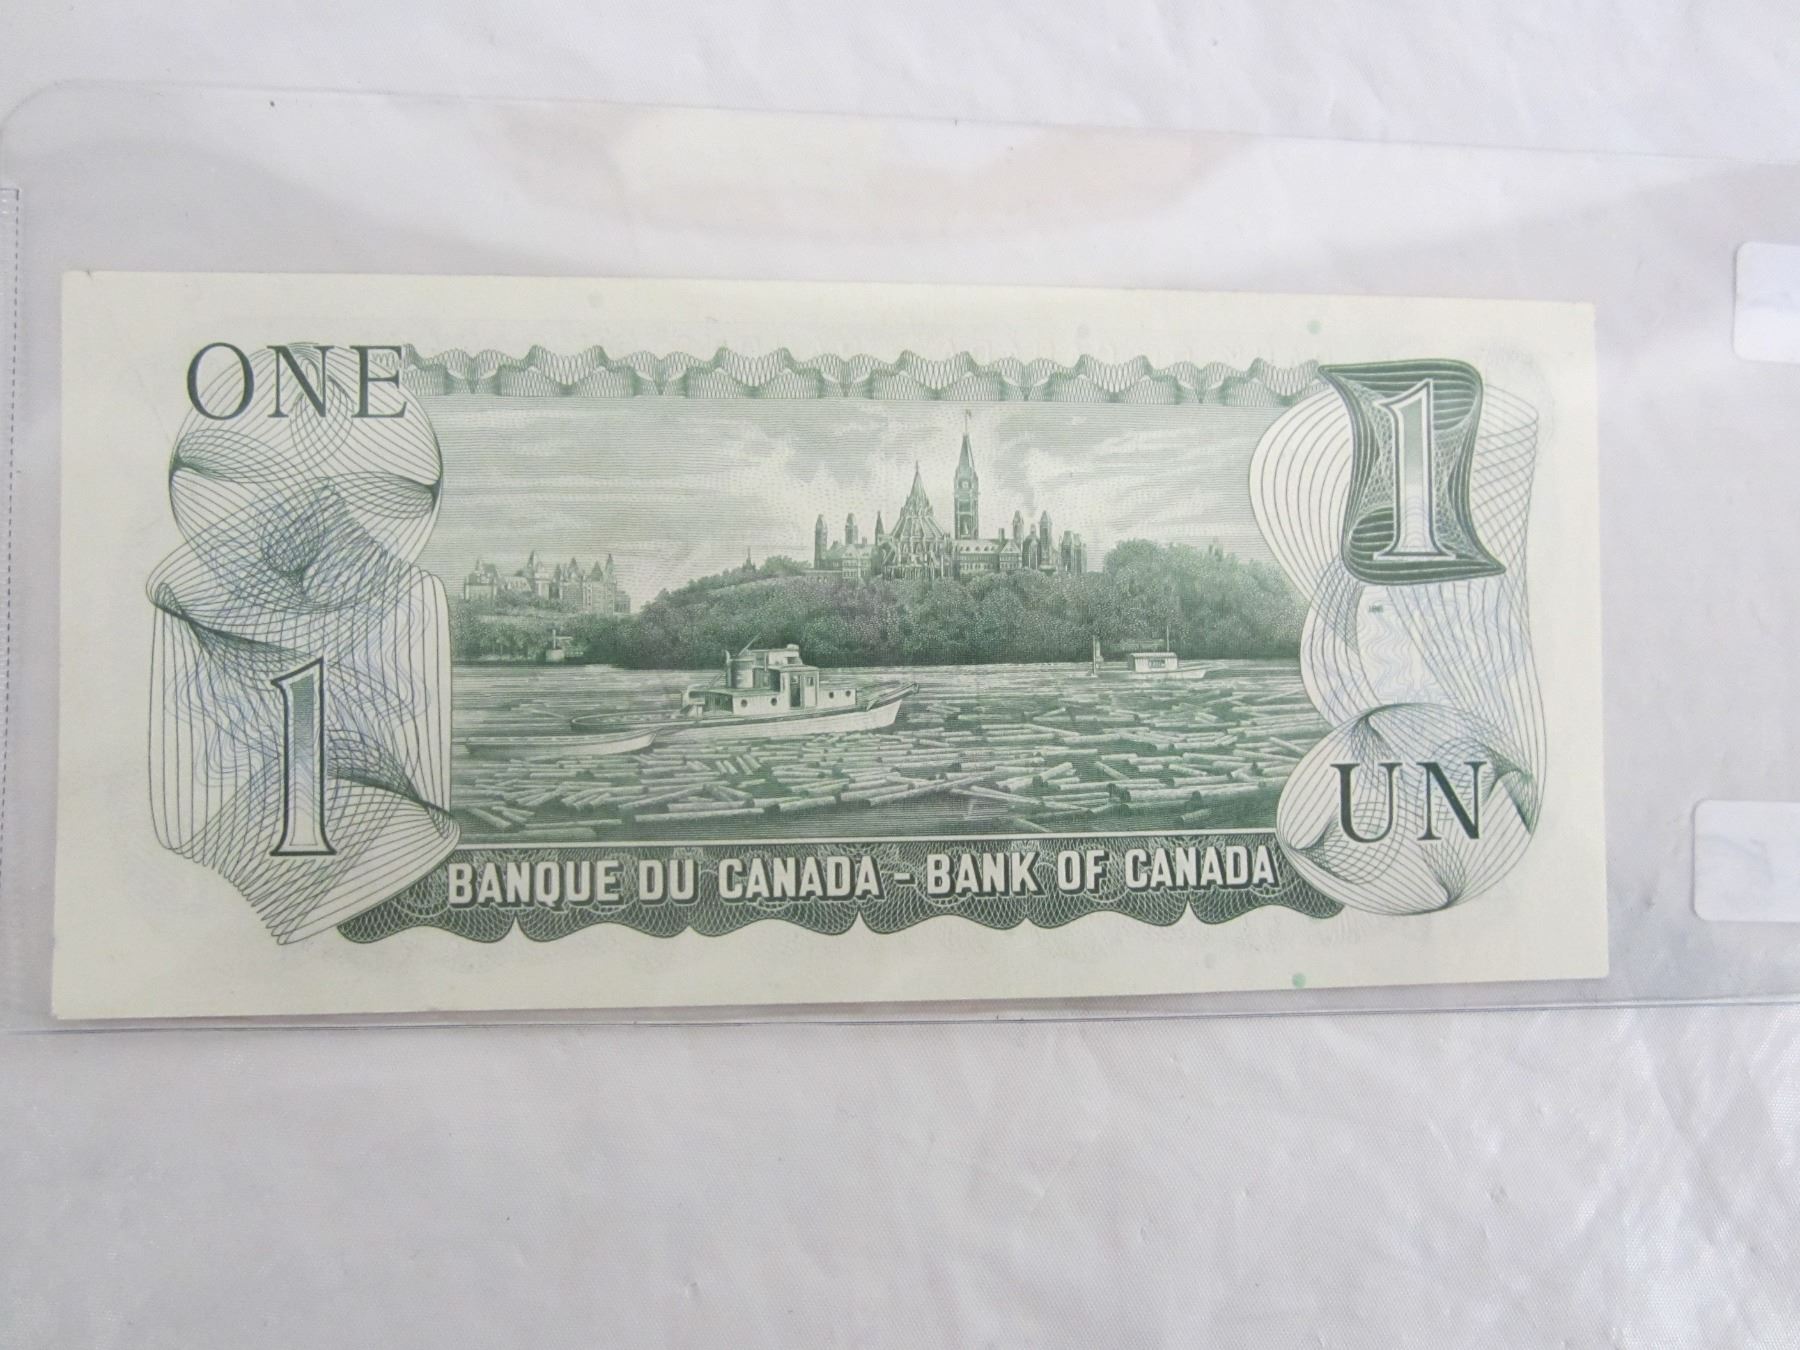 ONE
1
1
UN
BANQUE DU CANADA - BANK OF CANADA